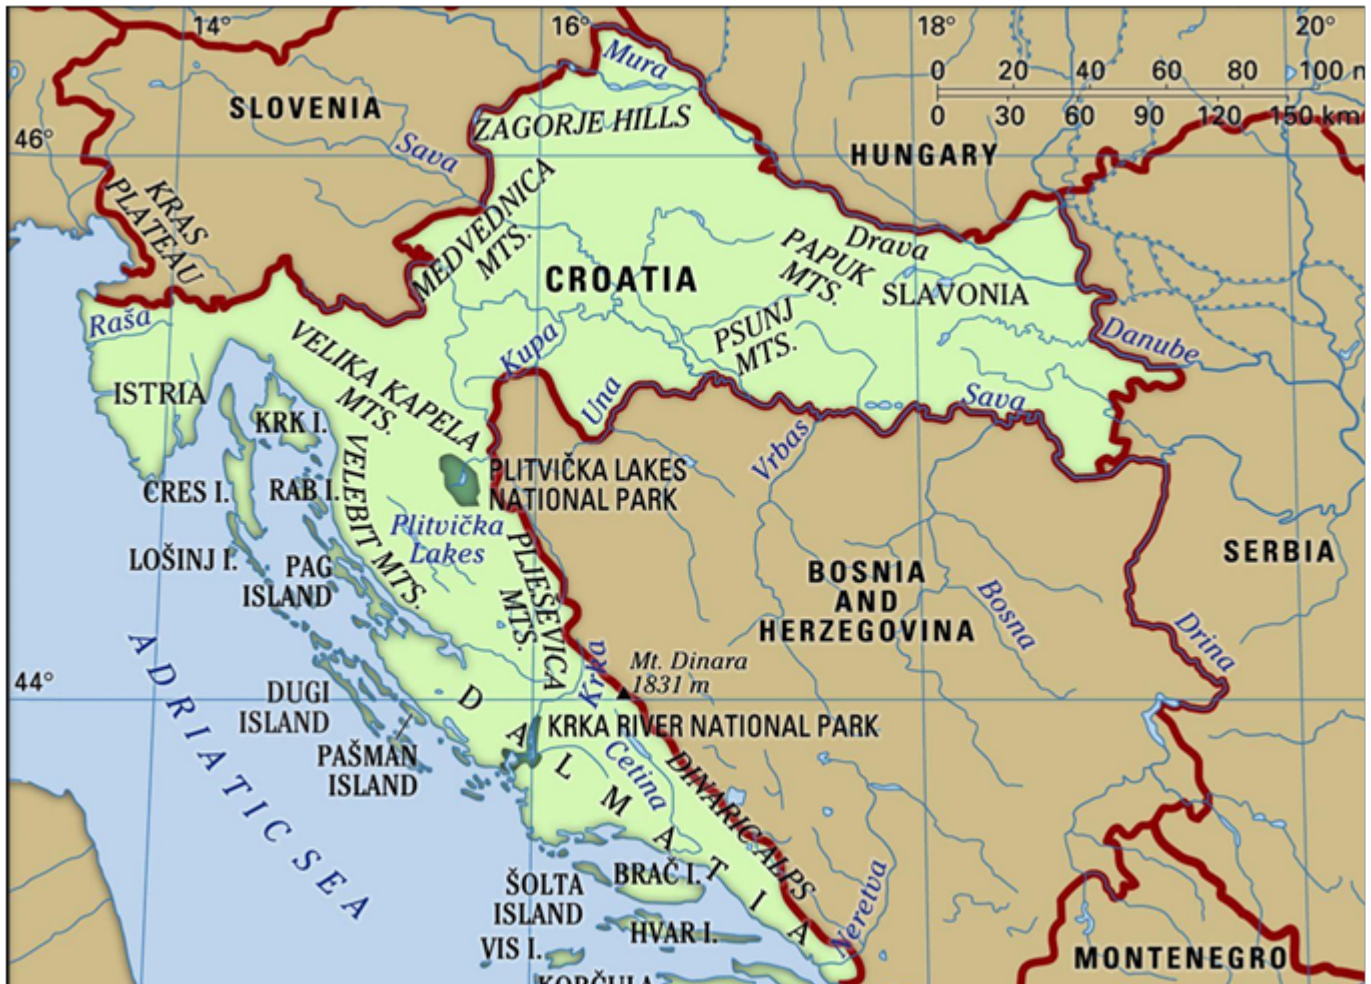 14°
16°
18°
20°
Mura
0 20 40 60 80 100 n
0 30 60 90 120 150 km
SLOVENIA
ZAGORJE HILLS
46°
Sava
HUNGARY
KRAS
PLATEAU
MEDVEDNICA
MTS.
Drava
PAPUK
MTS.
CROATIA
SLAVONIA
Raša
PSUNJ
MTS.
Danube
VELIKA KAPELA
MTS.
Kupa
ISTRIA
Una
Sava
KRK I.
Vrbas
VELEBIT MTS.
PLITVIČKA LAKES
NATIONAL PARK
CRES I.
RAB I.
Plitvička
Lakes
LOŠINJ I.
PAG
ISLAND
PLJEŠEVICA
MTS.
BOSNIA
AND
HERZEGOVINA
SERBIA
Bosna
Drina
ADRIATIC SEA
Krka
Mt. Dinara
1831 m
44°
DUGI
ISLAND
DALMATIA
KRKA RIVER NATIONAL PARK
PAŠMAN
ISLAND
Cetina
DINARIC ALPS
ŠOLTA
ISLAND
BRAČ I.
HVAR I.
Neretva
VIS I.
MONTENEGRO
KORČULA